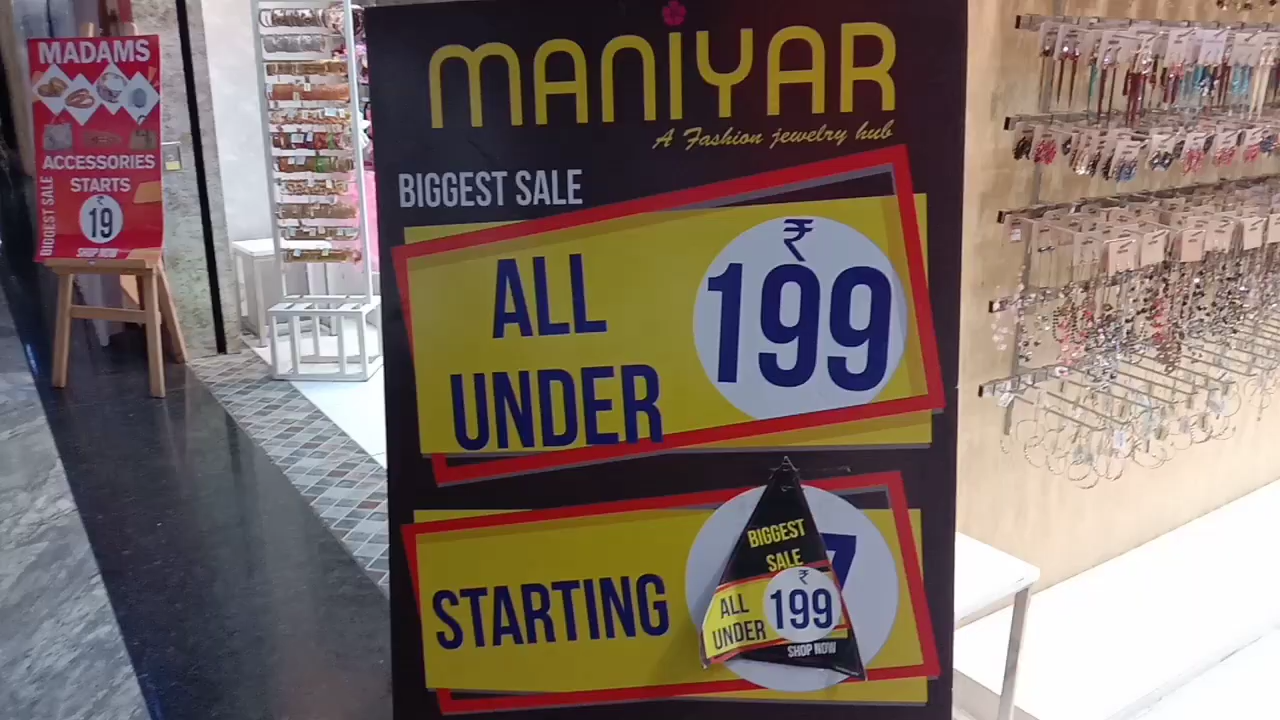 MADAMS
ACCESSORIES
STARTS
₹
19
BIGGEST SALE
SHOP NOW
MANIYAR
A Fashion jewelry hub
BIGGEST SALE
ALL
UNDER
₹
199
STARTING
7
BIGGEST
SALE
ALL
UNDER
₹
199
SHOP NOW